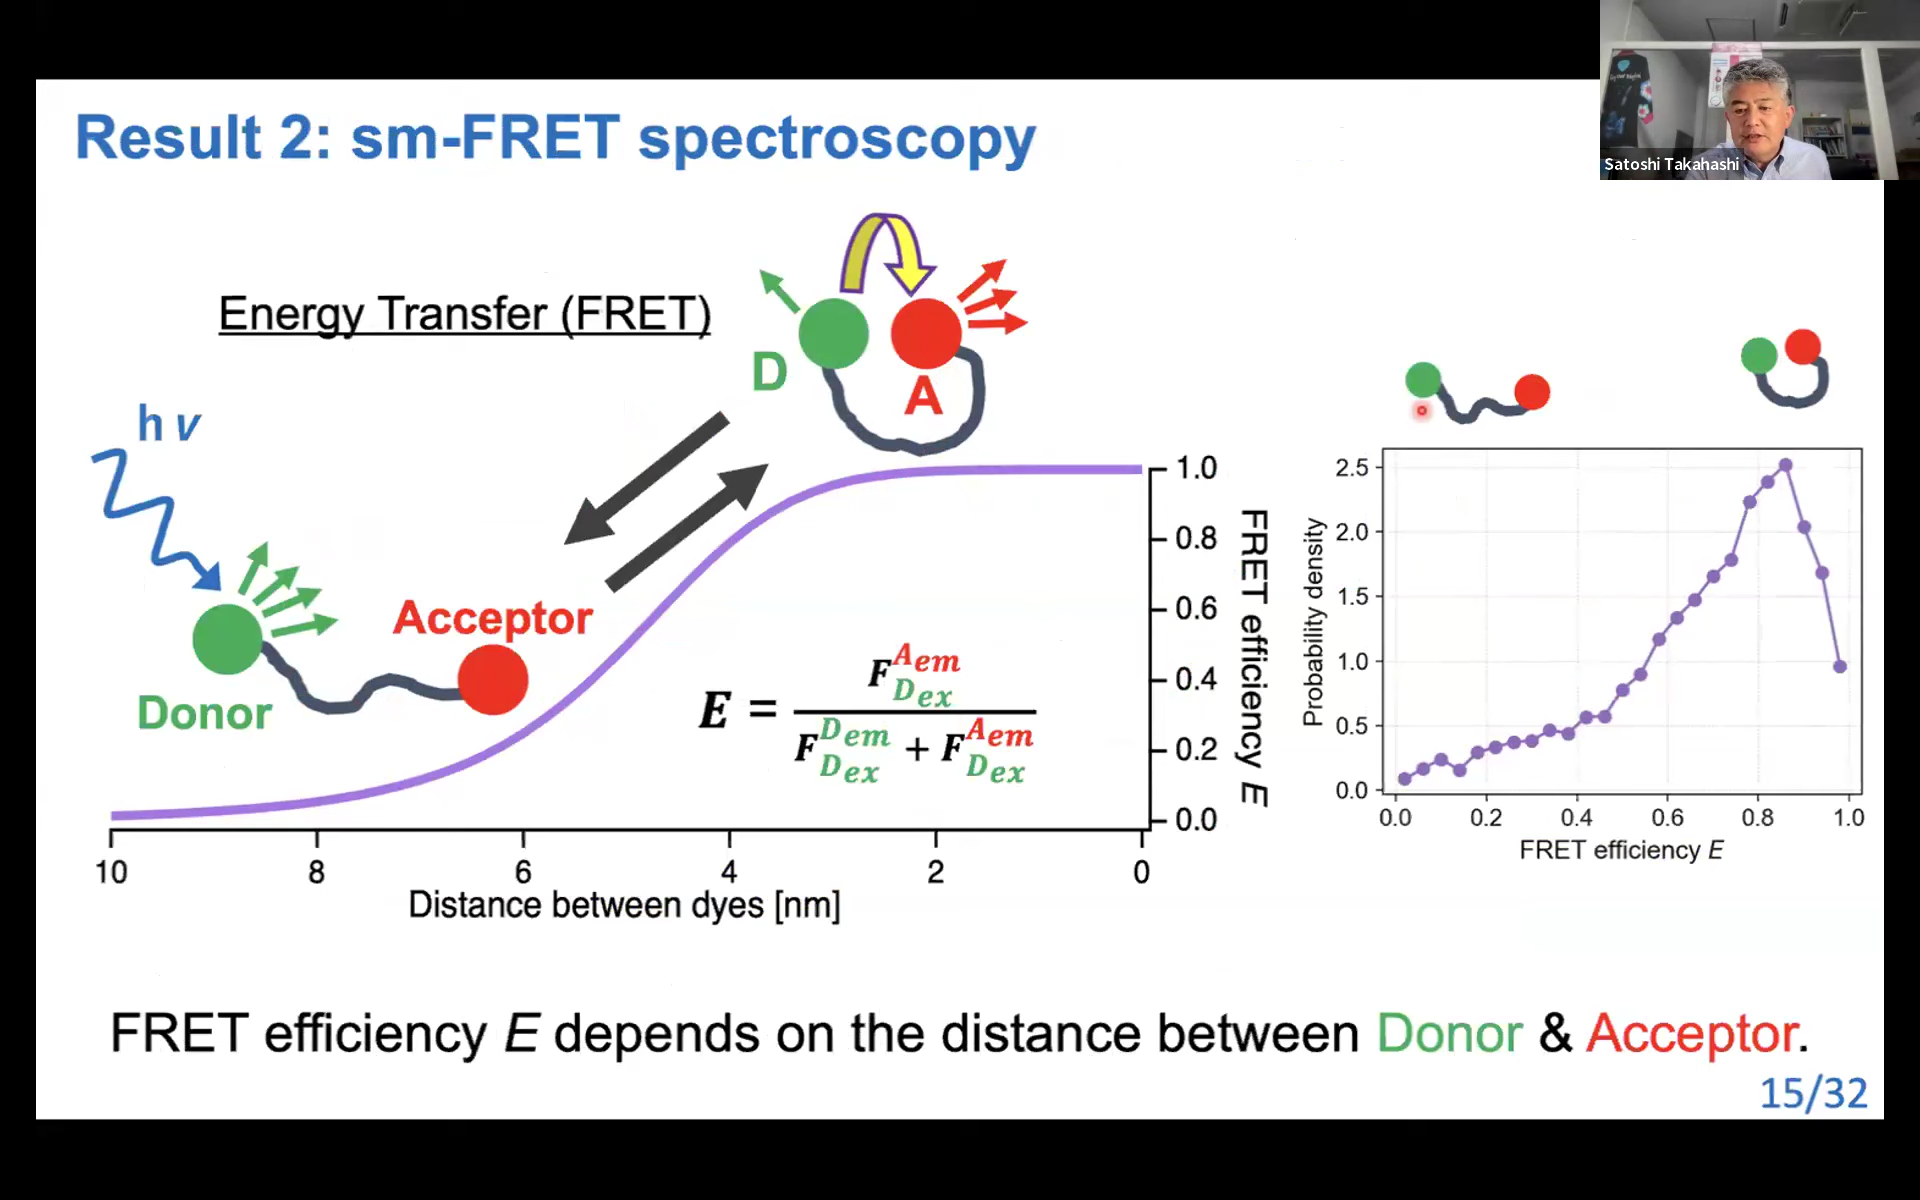 Result 2: sm-FRET spectroscopy
Satoshi Takahashi
Energy Transfer (FRET)
D
A
h ν
Acceptor
Donor
E = F^{Aem}_{Dex} / (F^{Dem}_{Dex} + F^{Aem}_{Dex})
1.0
0.8
0.6
0.4
0.2
0.0
FRET efficiency E
10 8 6 4 2 0
Distance between dyes [nm]
Probability density
2.5
2.0
1.5
1.0
0.5
0.0
0.0 0.2 0.4 0.6 0.8 1.0
FRET efficiency E
FRET efficiency E depends on the distance between Donor & Acceptor.
15/32